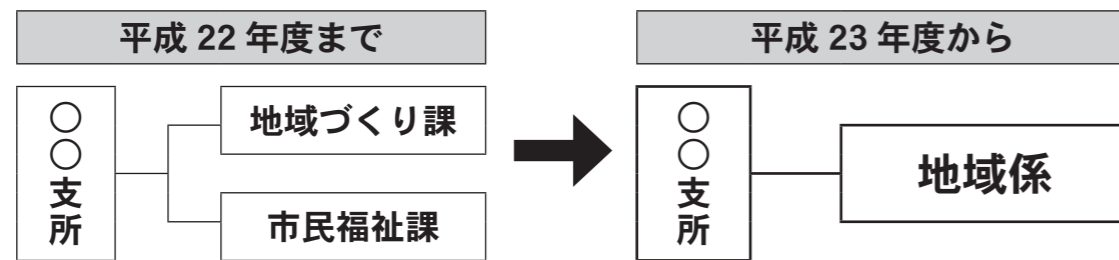 平成 22 年度まで
○○支所
地域づくり課
市民福祉課
平成 23 年度から
○○支所
地域係